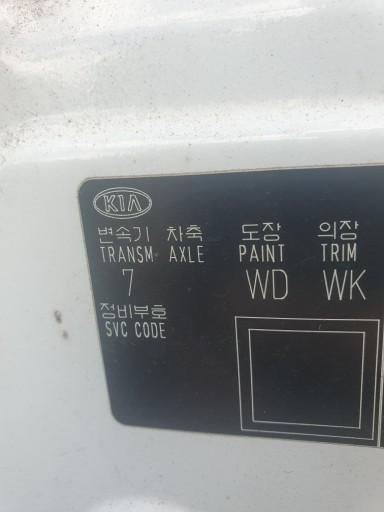 KIA
변속기 차축 도장 의장
TRANSM AXLE PAINT TRIM
7 WD WK
정비부호
SVC CODE